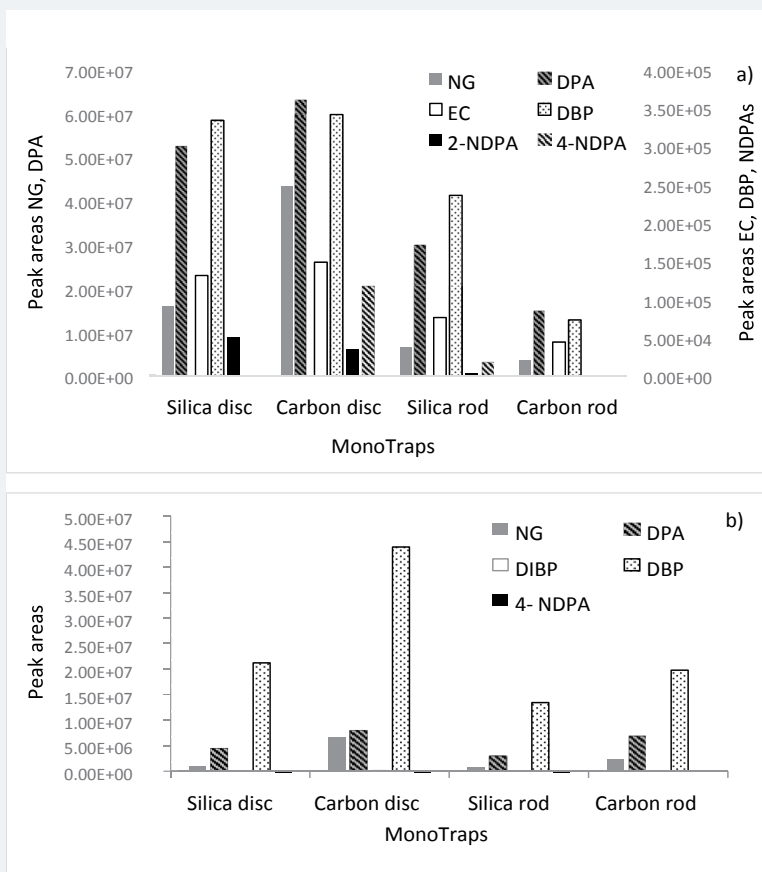 7.00E+07
6.00E+07
5.00E+07
4.00E+07
3.00E+07
2.00E+07
1.00E+07
0.00E+00
Peak areas NG, DPA
NG DPA
EC DBP
2-NDPA 4-NDPA
a)
4.00E+05
3.50E+05
3.00E+05
2.50E+05
2.00E+05
1.50E+05
1.00E+05
5.00E+04
0.00E+00
Peak areas EC, DBP, NDPAs
Silica disc Carbon disc Silica rod Carbon rod
MonoTraps
5.00E+07
4.50E+07
4.00E+07
3.50E+07
3.00E+07
2.50E+07
2.00E+07
1.50E+07
1.00E+07
5.00E+06
0.00E+00
Peak areas
NG DPA
DIBP DBP
4- NDPA
b)
Silica disc Carbon disc Silica rod Carbon rod
MonoTraps